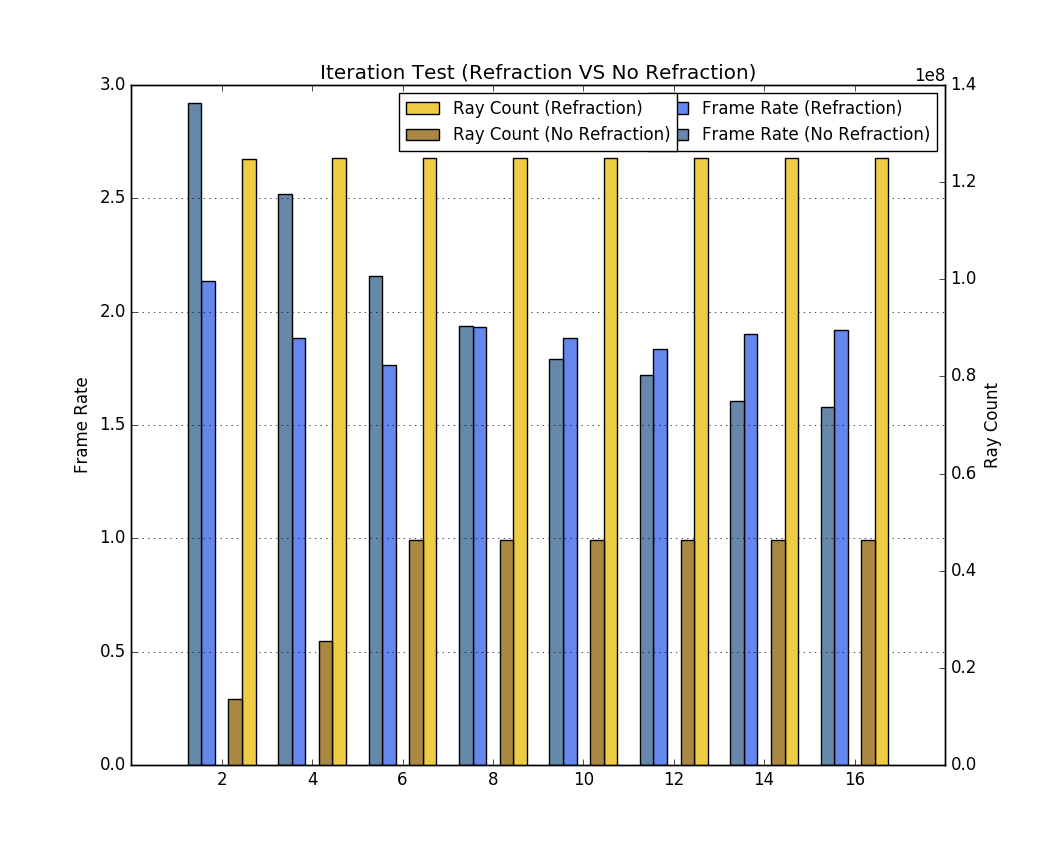 Iteration Test (Refraction VS No Refraction)
1e8
Ray Count (Refraction)
Ray Count (No Refraction)
Frame Rate (Refraction)
Frame Rate (No Refraction)
Frame Rate
3.0
2.5
2.0
1.5
1.0
0.5
0.0
1.4
1.2
1.0
0.8
0.6
0.4
0.2
0.0
Ray Count
2 4 6 8 10 12 14 16